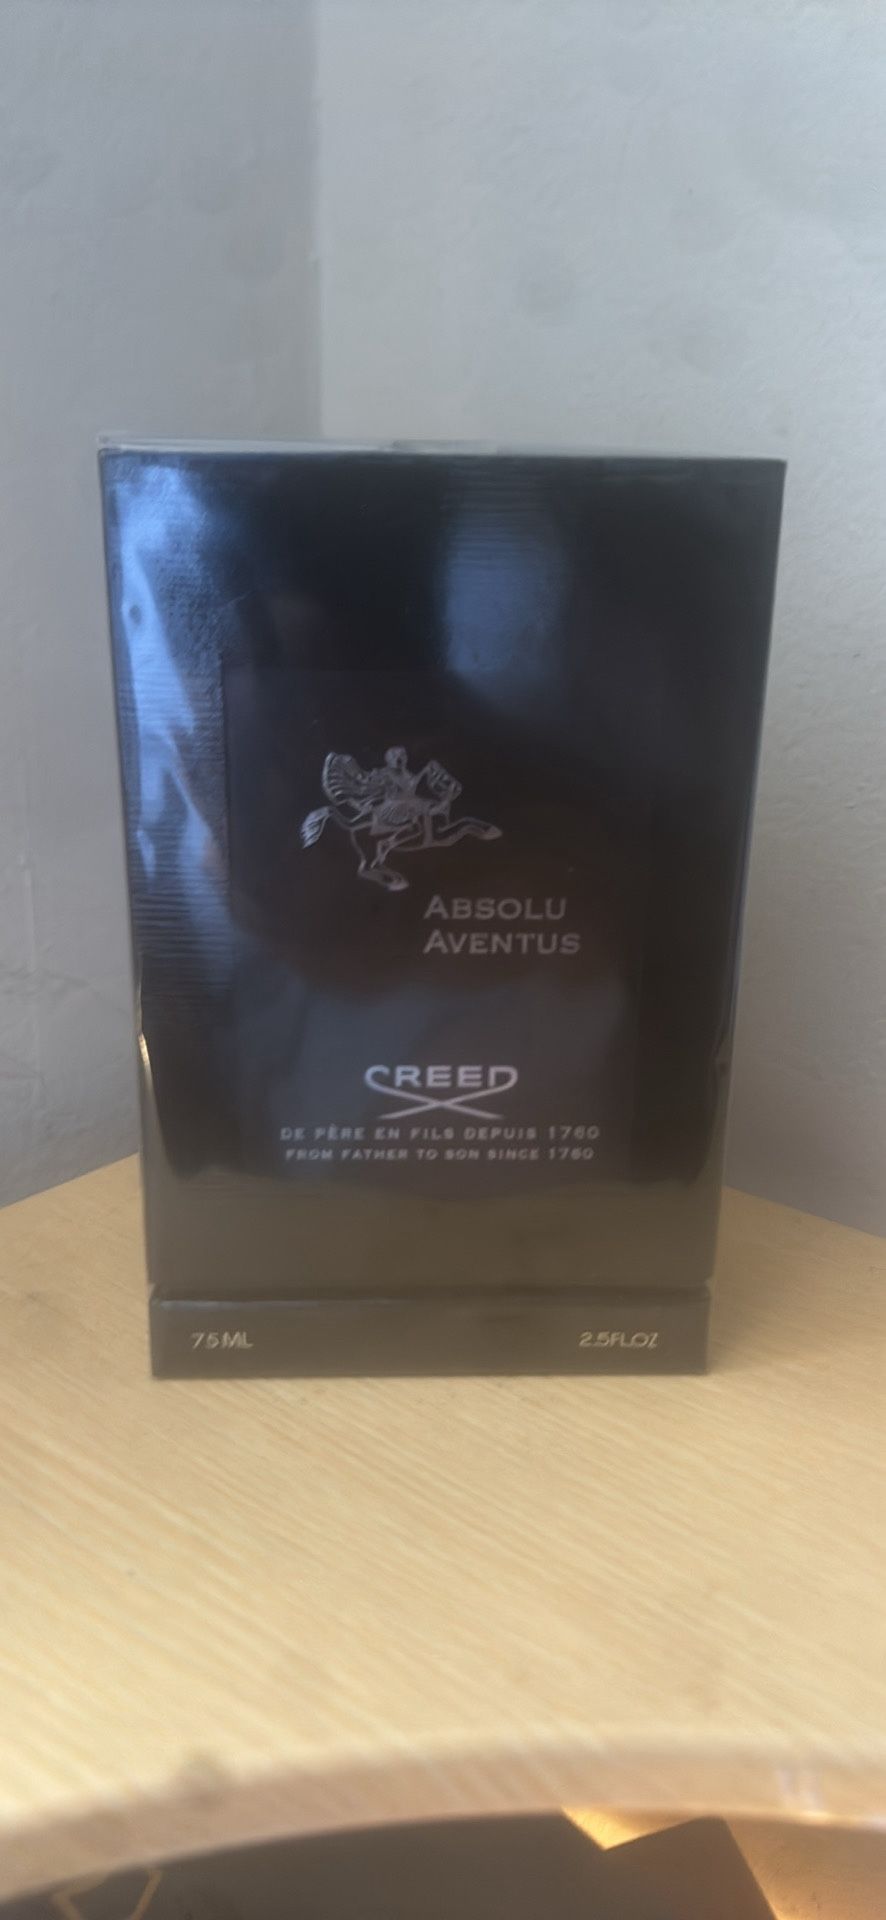 ABSOLU
AVENTUS
CREED
DE PÈRE EN FILS DEPUIS 1760
FROM FATHER TO SON SINCE 1760
75ML 2.5FLOZ